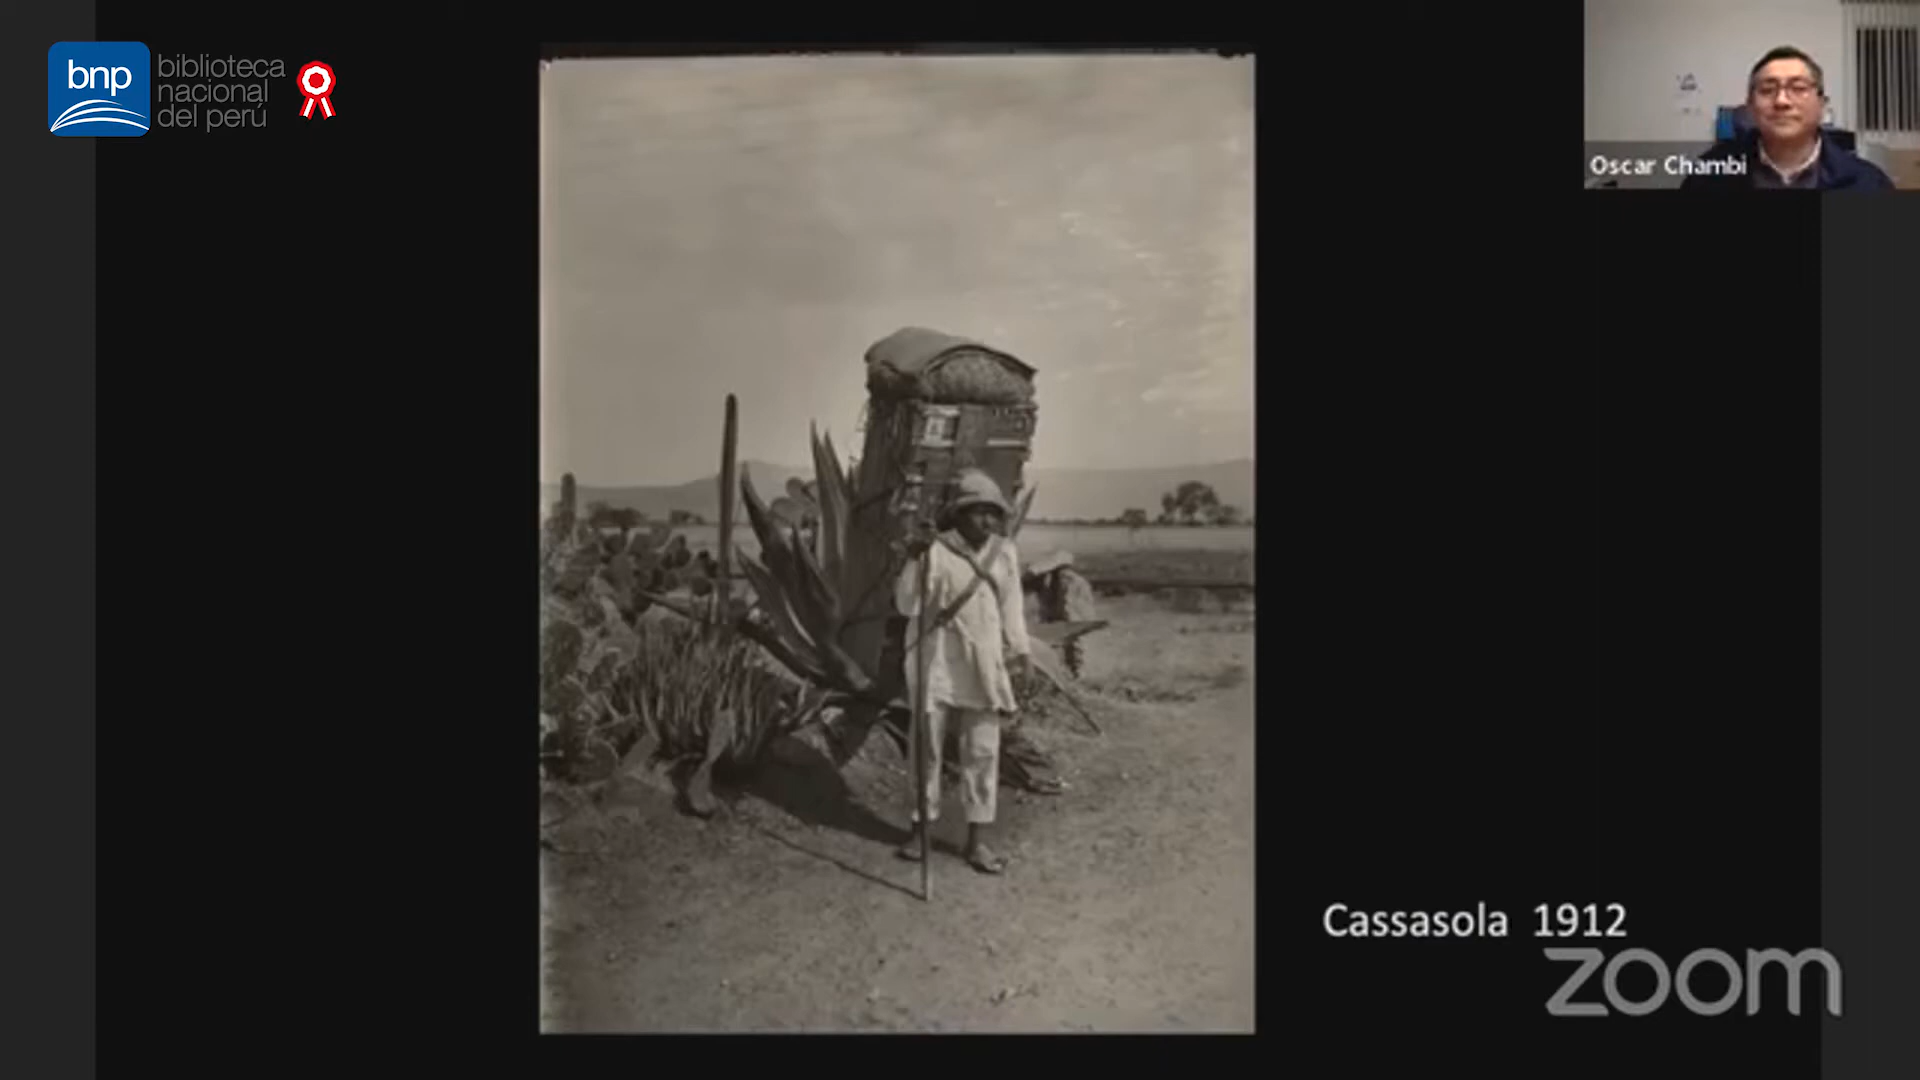 bnp
biblioteca
nacional
del perú
Oscar Chambi
Cassasola 1912
zoom